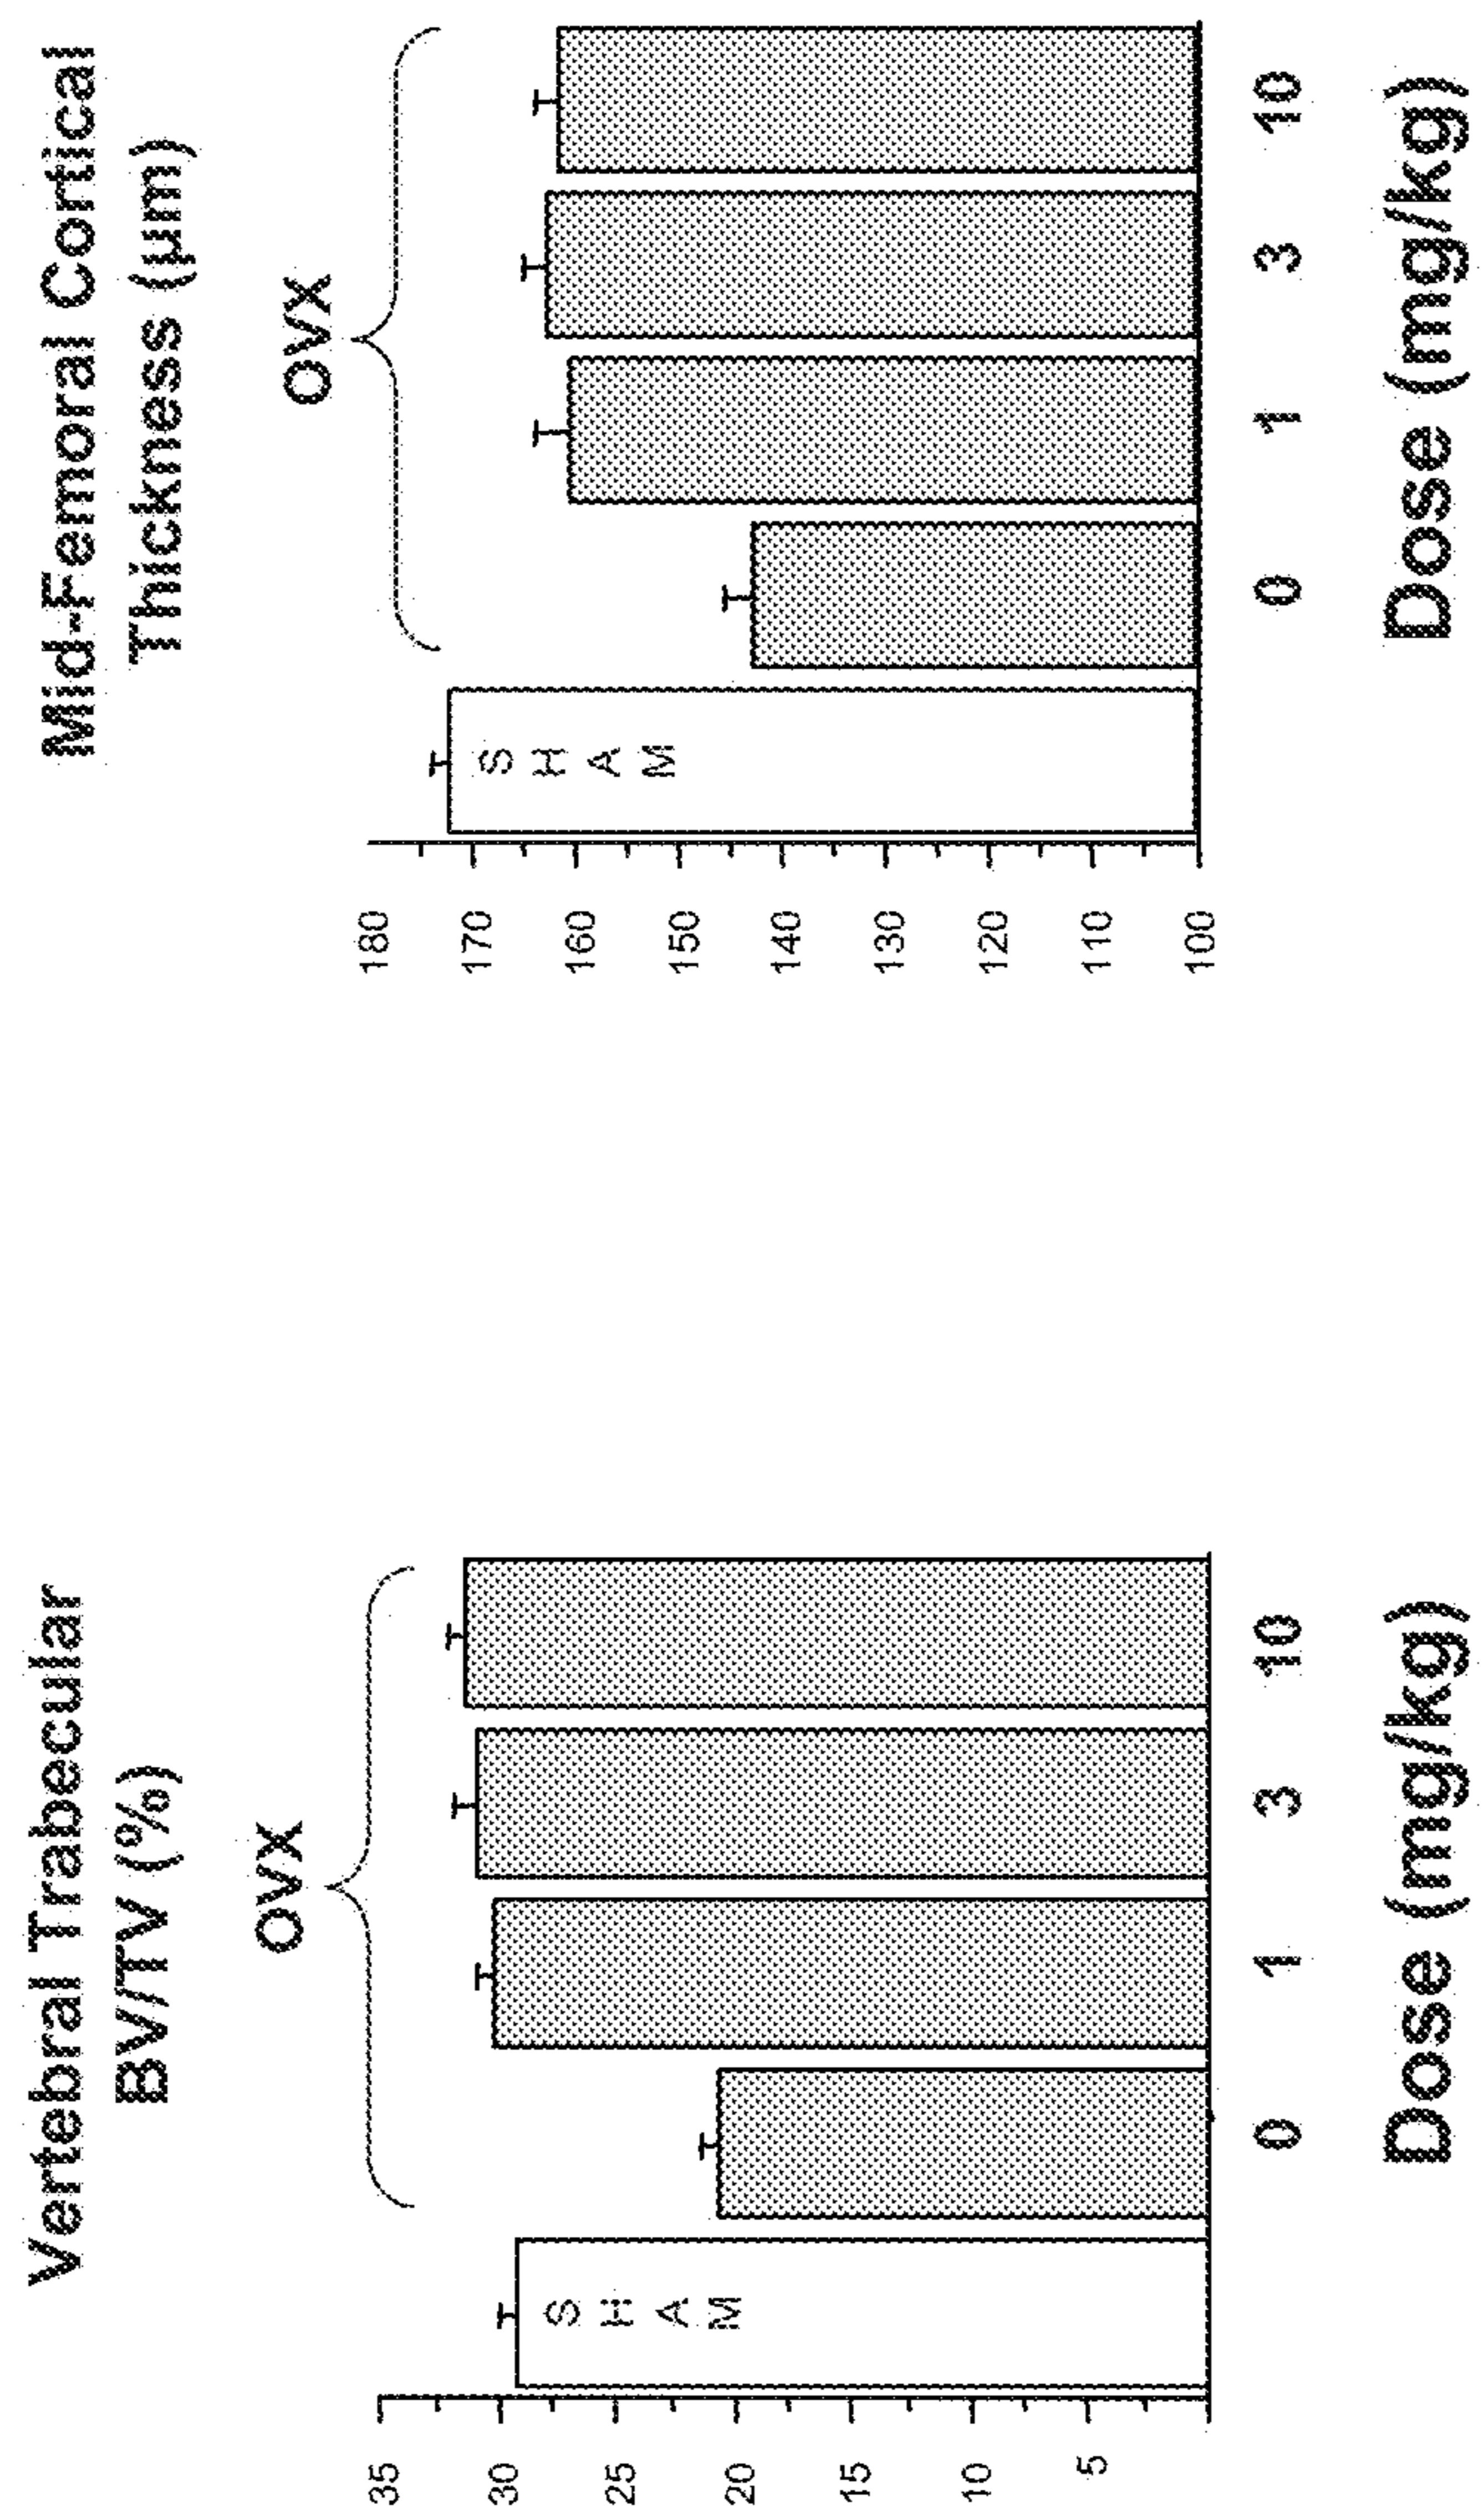 Vertebral Trabecular
BV/TV (%)
OVX
35
30
25
20
15
10
5
S
H
A
M
0 1 3 10
Dose (mg/kg)
Mid-Femoral Cortical
Thickness (µm)
OVX
180
170
160
150
140
130
120
110
100
S
H
A
M
0 1 3 10
Dose (mg/kg)